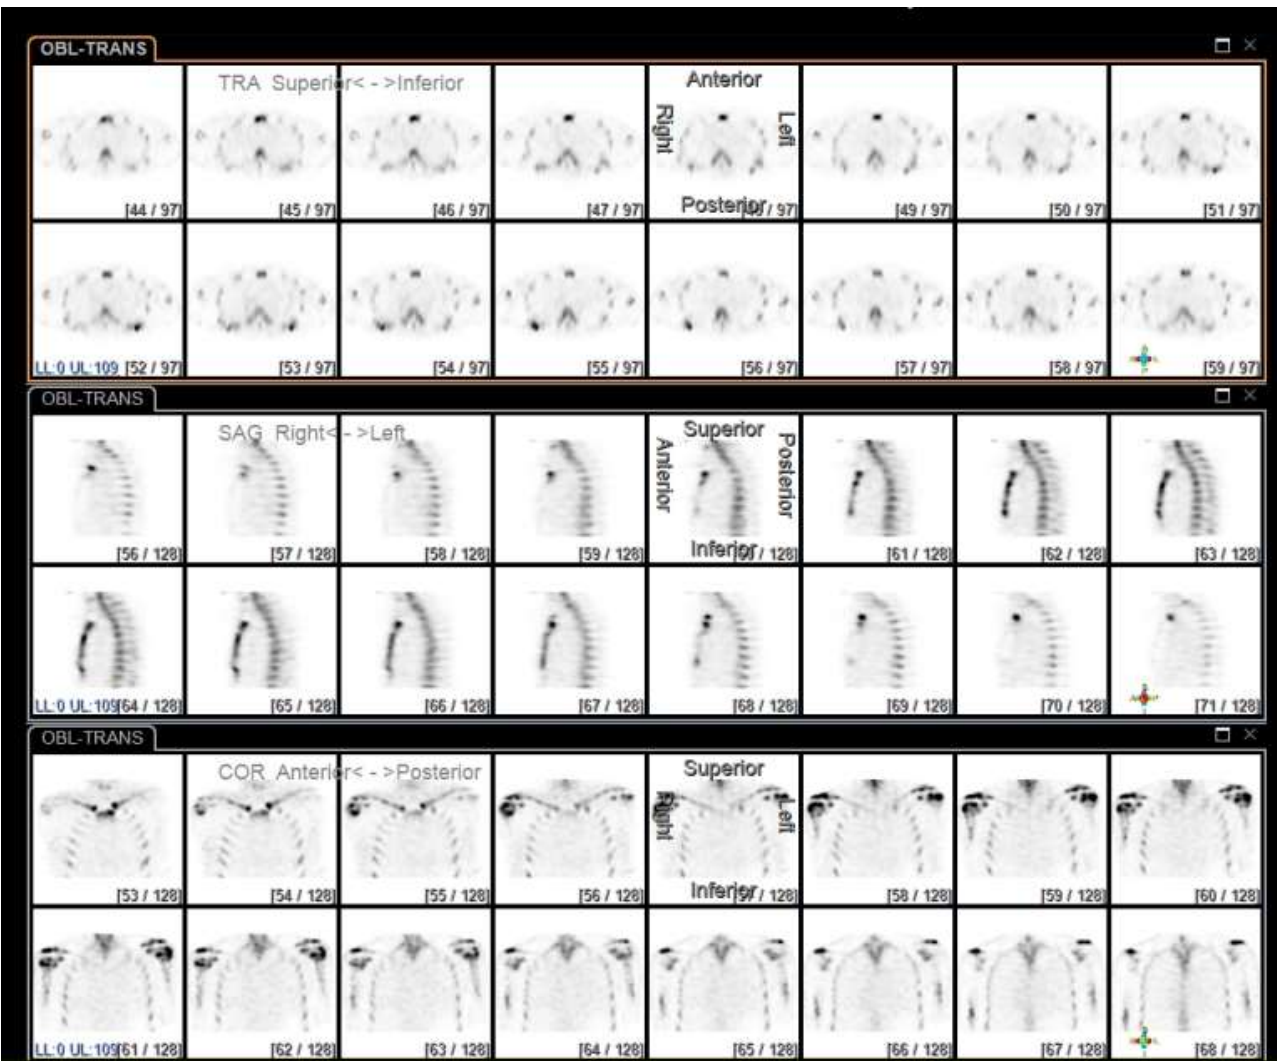 OBL-TRANS
TRA Superior< - >Inferior
Anterior
Right
Left
Posterior
[44 / 97]
[45 / 97]
[46 / 97]
[47 / 97]
/ 97]
[49 / 97]
[50 / 97]
[51 / 97]
LL:0 UL:109 [52 / 97]
[53 / 97]
[54 / 97]
[55 / 97]
[56 / 97]
[57 / 97]
[58 / 97]
[59 / 97]
OBL-TRANS
SAG Right< - >Left
Superior
Anterior
Posterior
Inferior
[56 / 128]
[57 / 128]
[58 / 128]
[59 / 128]
/ 128]
[61 / 128]
[62 / 128]
[63 / 128]
LL:0 UL:109[64 / 128]
[65 / 128]
[66 / 128]
[67 / 128]
[68 / 128]
[69 / 128]
[70 / 128]
[71 / 128]
OBL-TRANS
COR Anterior< - >Posterior
Superior
Right
Left
Inferior
[53 / 128]
[54 / 128]
[55 / 128]
[56 / 128]
/ 128]
[58 / 128]
[59 / 128]
[60 / 128]
LL:0 UL:109[61 / 128]
[62 / 128]
[63 / 128]
[64 / 128]
[65 / 128]
[66 / 128]
[67 / 128]
[68 / 128]